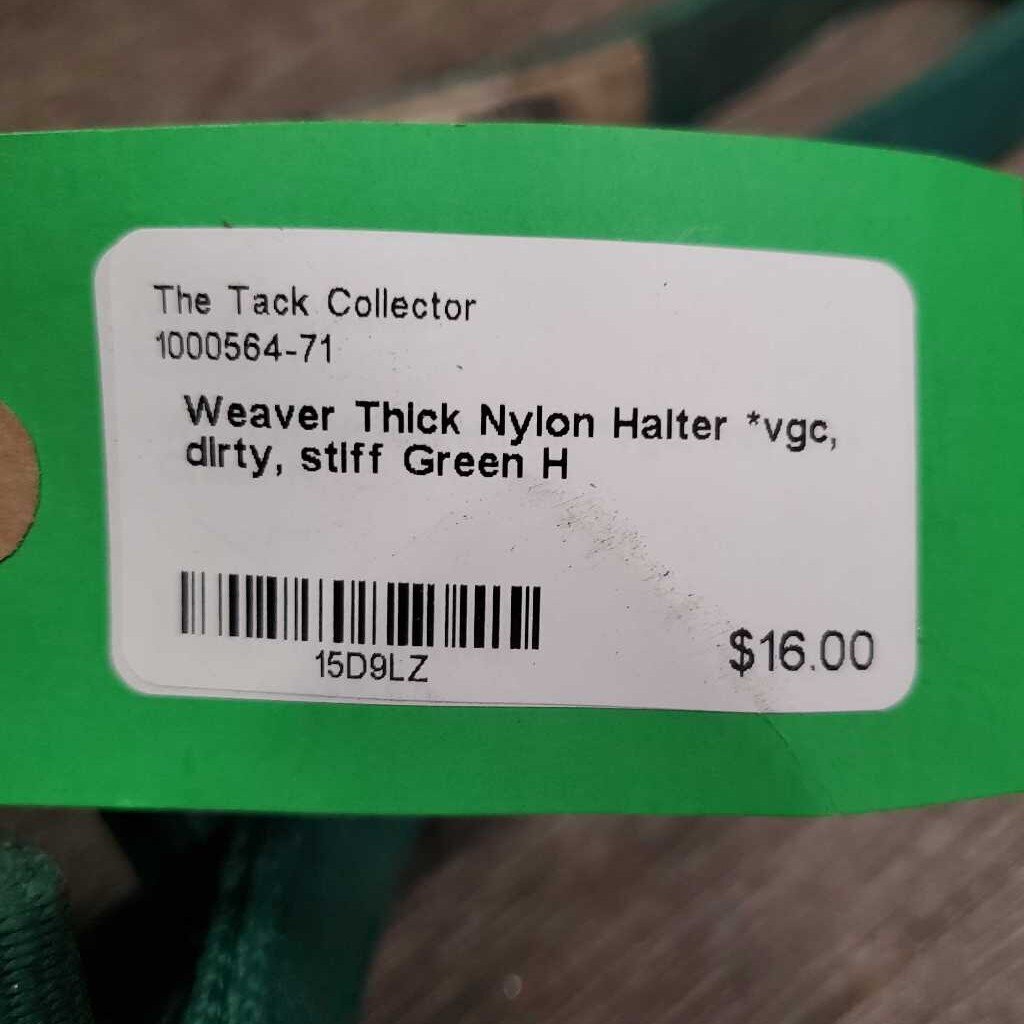 The Tack Collector
1000564-71
Weaver Thick Nylon Halter *vgc,
dirty, stiff Green H
15D9LZ
$16.00